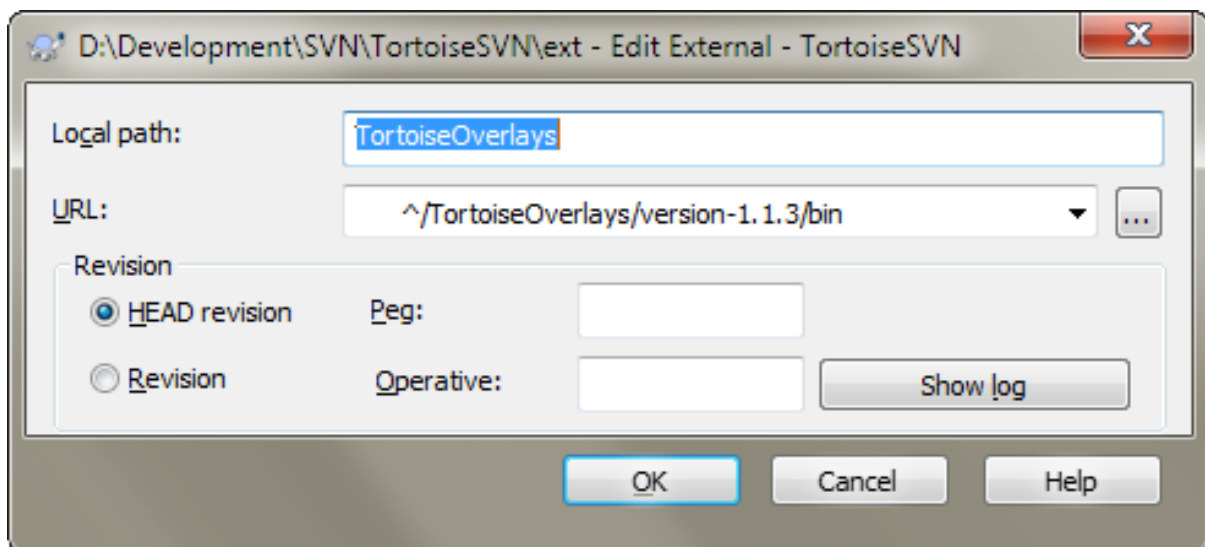 D:\Development\SVN\TortoiseSVN\ext - Edit External - TortoiseSVN
Local path: TortoiseOverlays
URL: ^/TortoiseOverlays/version-1.1.3/bin ...
Revision
HEAD revision Peg:
Revision Operative: Show log
OK Cancel Help